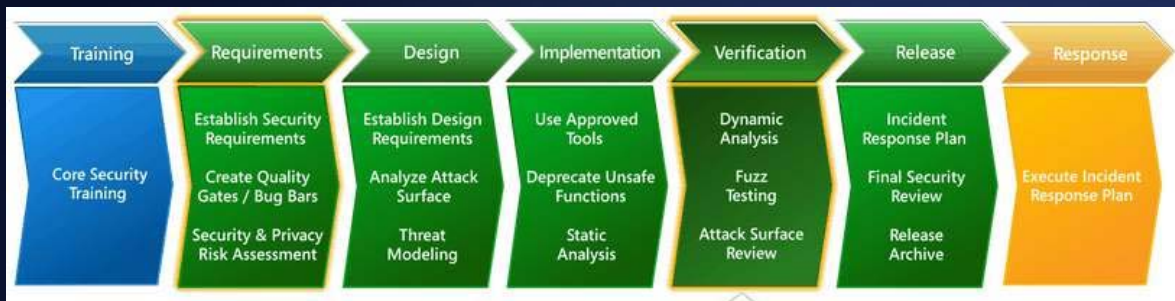 Training
Requirements
Design
Implementation
Verification
Release
Response
Core Security
Training
Establish Security
Requirements
Create Quality
Gates / Bug Bars
Security & Privacy
Risk Assessment
Establish Design
Requirements
Analyze Attack
Surface
Threat
Modeling
Use Approved
Tools
Deprecate Unsafe
Functions
Static
Analysis
Dynamic
Analysis
Fuzz
Testing
Attack Surface
Review
Incident
Response Plan
Final Security
Review
Release
Archive
Execute Incident
Response Plan